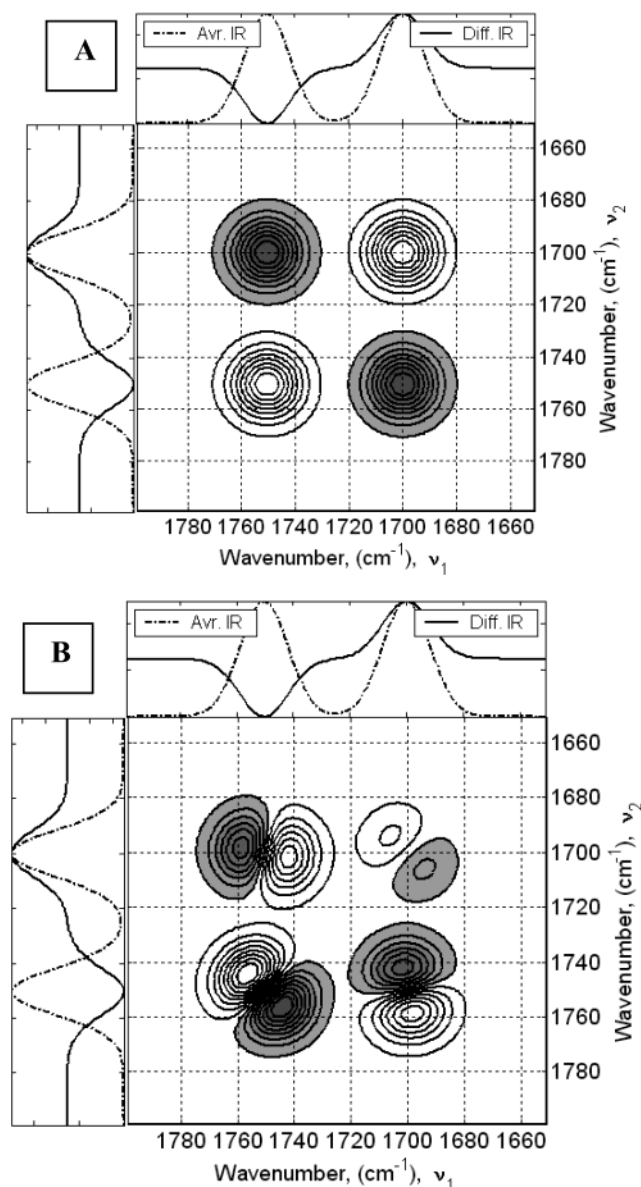 A
Avr. IR
Diff. IR
1660
1680
1700
1720
1740
1760
1780
Wavenumber, (cm-1), ν2
1780 1760 1740 1720 1700 1680 1660
Wavenumber, (cm-1), ν1
B
Avr. IR
Diff. IR
1660
1680
1700
1720
1740
1760
1780
Wavenumber, (cm-1), ν2
1780 1760 1740 1720 1700 1680 1660
Wavenumber, (cm-1), ν1